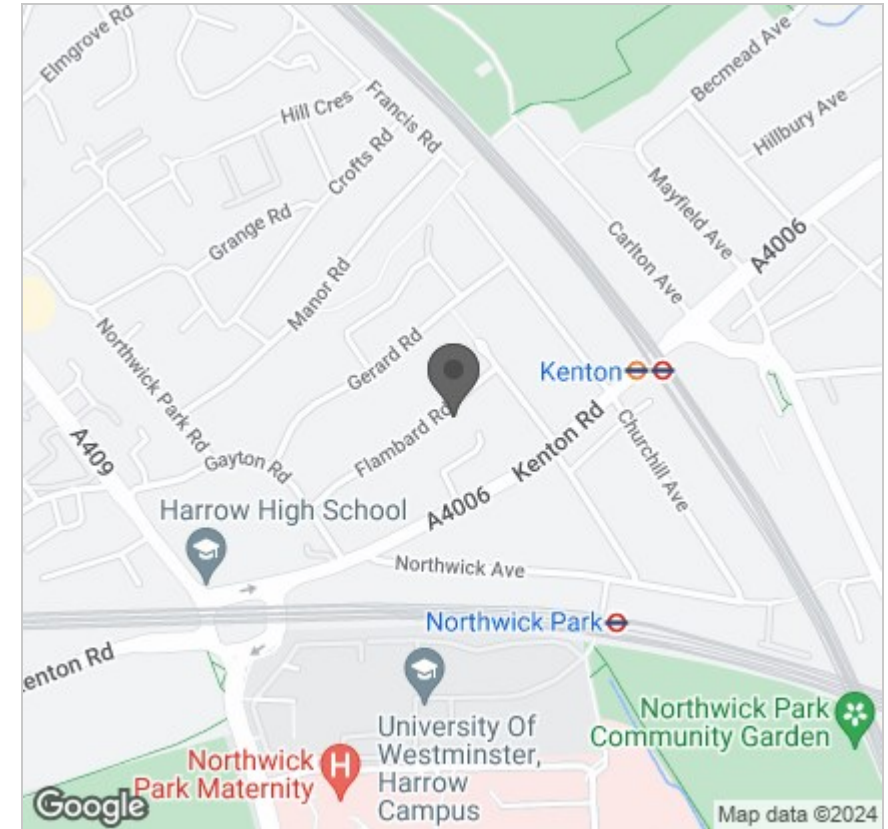 Elmgrove Rd
Hill Cres
Francis Rd
Crofts Rd
Becmead Ave
Hillbury Ave
Mayfield Ave
Grange Rd
Carlton Ave
A4006
Manor Rd
Northwick Park Rd
Gerard Rd
Kenton
Flambard Rd
Kenton Rd
Churchill Ave
A409
Gayton Rd
A4006
Harrow High School
Northwick Ave
Northwick Park
enton Rd
University Of
Westminster,
Harrow
Campus
Northwick Park
Community Garden
Northwick
Park Maternity
H
Google
Map data ©2024